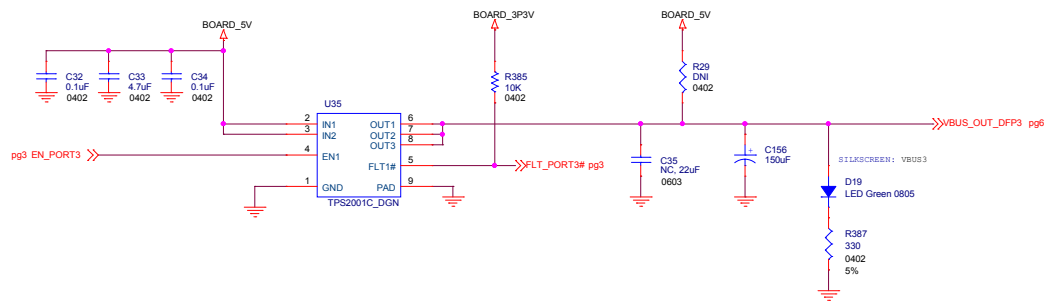 BOARD_5V
BOARD_3P3V
BOARD_5V
C32
0.1uF
0402
C33
4.7uF
0402
C34
0.1uF
0402
R385
10K
0402
R29
DNI
0402
U35
2 IN1 OUT1 6
3 IN2 OUT2 7
OUT3 8
pg3 EN_PORT3 4 EN1
FLT1# 5 FLT_PORT3# pg3
1 GND PAD 9
TPS2001C_DGN
VBUS_OUT_DFP3 pg6
C35
NC, 22uF
0603
+
C156
150uF
SILKSCREEN: VBUS3
D19
LED Green 0805
R387
330
0402
5%